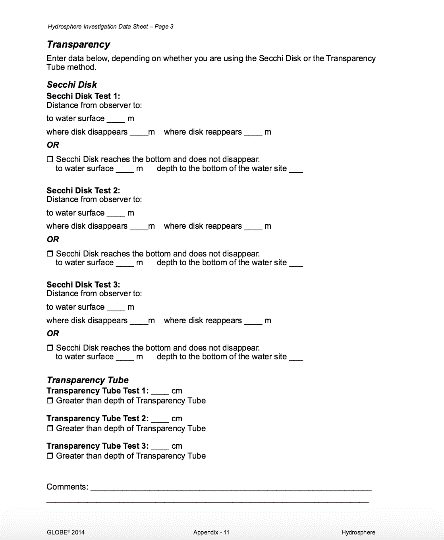 Hydrosphere Investigation Data Sheet – Page 3
Transparency
Enter data below, depending on whether you are using the Secchi Disk or the Transparency
Tube method.
Secchi Disk
Secchi Disk Test 1:
Distance from observer to:
to water surface ____ m
where disk disappears ____m where disk reappears ____ m
OR
☐ Secchi Disk reaches the bottom and does not disappear.
to water surface ____ m depth to the bottom of the water site ___
Secchi Disk Test 2:
Distance from observer to:
to water surface ____ m
where disk disappears ____m where disk reappears ____ m
OR
☐ Secchi Disk reaches the bottom and does not disappear.
to water surface ____ m depth to the bottom of the water site ___
Secchi Disk Test 3:
Distance from observer to:
to water surface ____ m
where disk disappears ____m where disk reappears ____ m
OR
☐ Secchi Disk reaches the bottom and does not disappear.
to water surface ____ m depth to the bottom of the water site ___
Transparency Tube
Transparency Tube Test 1: ____ cm
☐ Greater than depth of Transparency Tube
Transparency Tube Test 2: ____ cm
☐ Greater than depth of Transparency Tube
Transparency Tube Test 3: ____ cm
☐ Greater than depth of Transparency Tube
Comments: ____
GLOBE® 2014 Appendix - 11 Hydrosphere